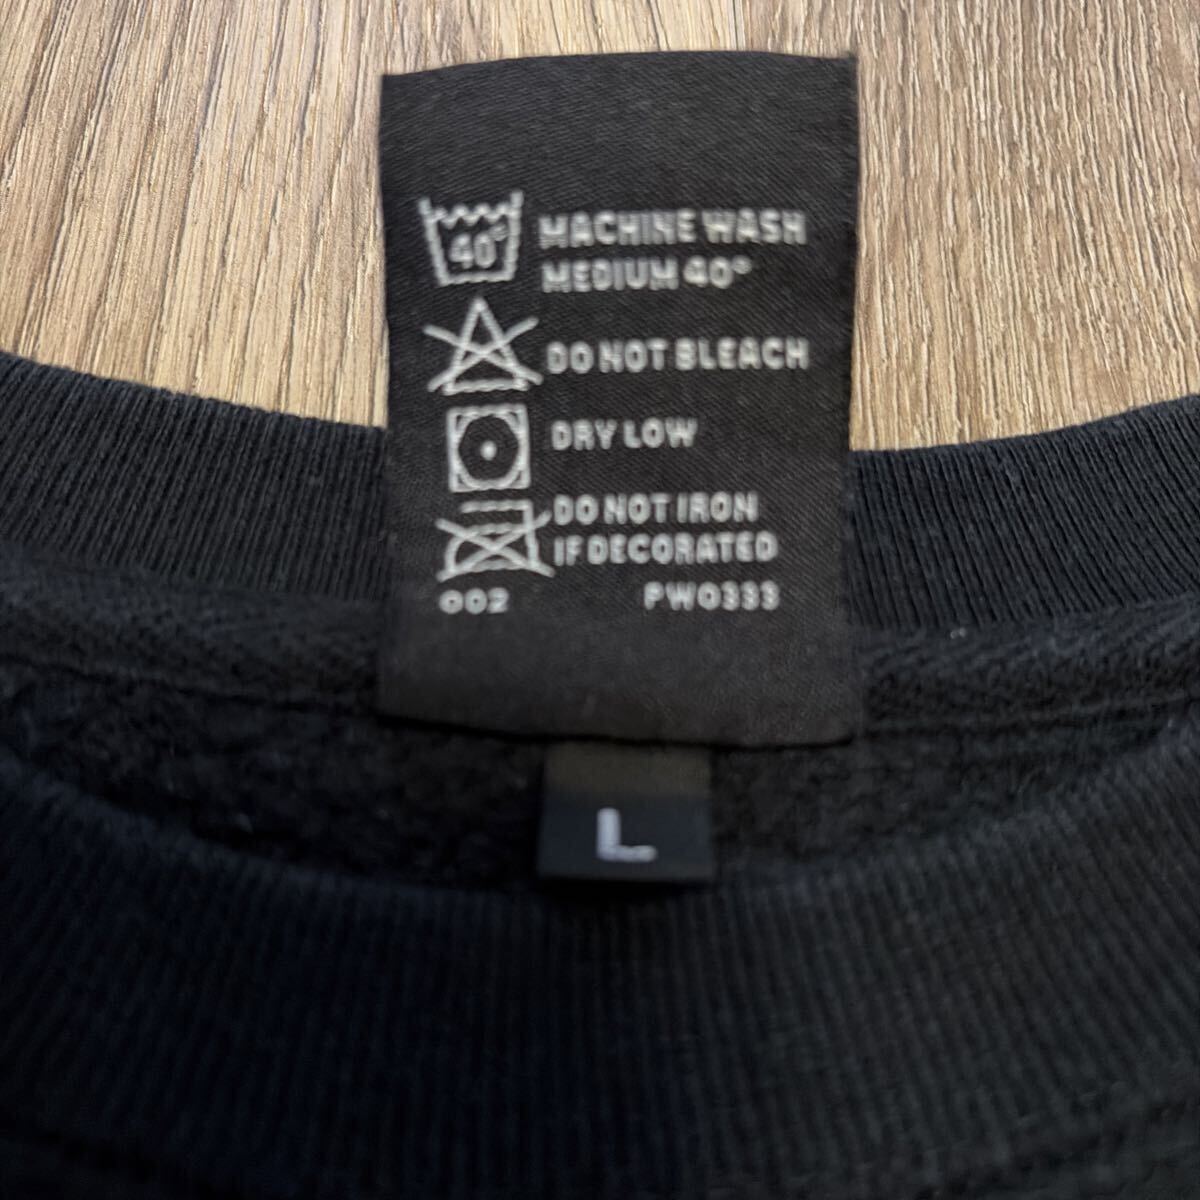 40°
MACHINE WASH
MEDIUM 40°
DO NOT BLEACH
DRY LOW
DO NOT IRON
IF DECORATED
002 PW0333
L